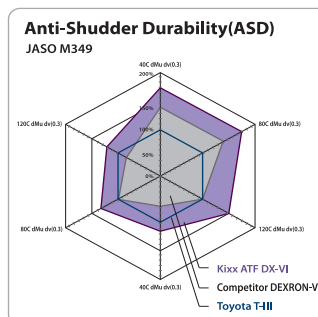 Anti-Shudder Durability(ASD)
JASO M349
40C dMu dv(0.3)
200%
150%
100%
50%
0%
120C dMu dv(0.3)
80C dMu dv(0.3)
80C dMu dv(0.3)
120C dMu dv(0.3)
40C dMu dv(0.3)
Kixx ATF DX-VI
Competitor DEXRON-V
Toyota T-III